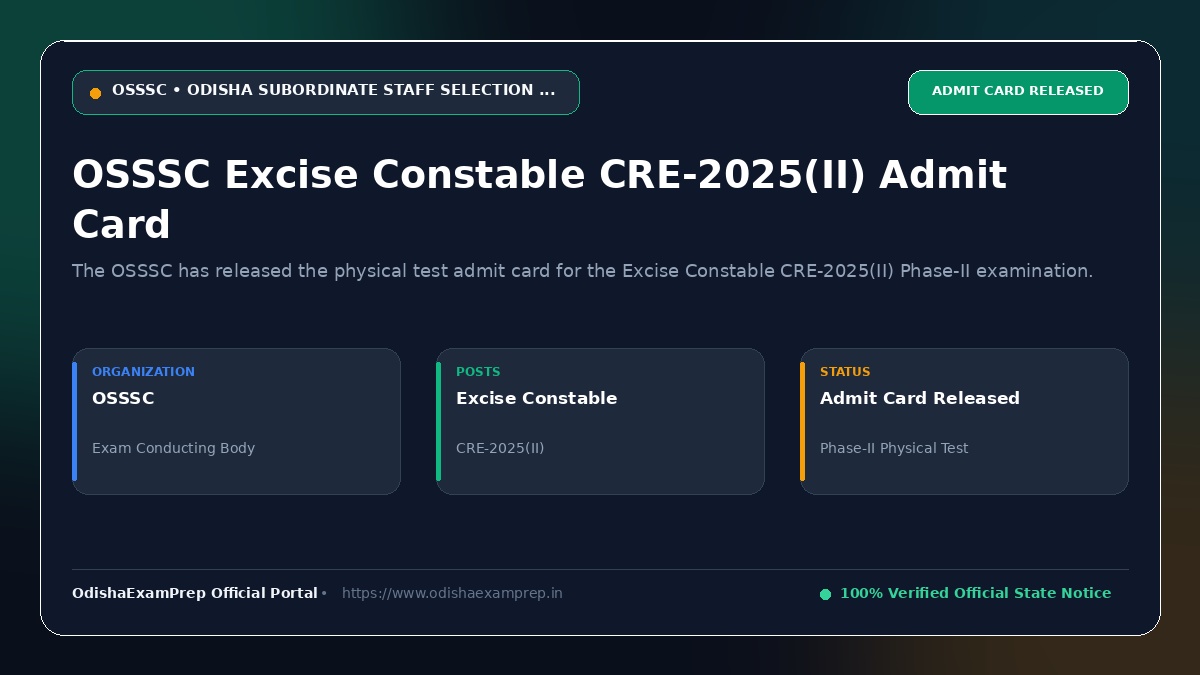 OSSSC • ODISHA SUBORDINATE STAFF SELECTION ...
ADMIT CARD RELEASED
OSSSC Excise Constable CRE-2025(II) Admit
Card
The OSSSC has released the physical test admit card for the Excise Constable CRE-2025(II) Phase-II examination.
ORGANIZATION
OSSSC
Exam Conducting Body
POSTS
Excise Constable
CRE-2025(II)
STATUS
Admit Card Released
Phase-II Physical Test
OdishaExamPrep Official Portal • https://www.odishaexamprep.in
100% Verified Official State Notice